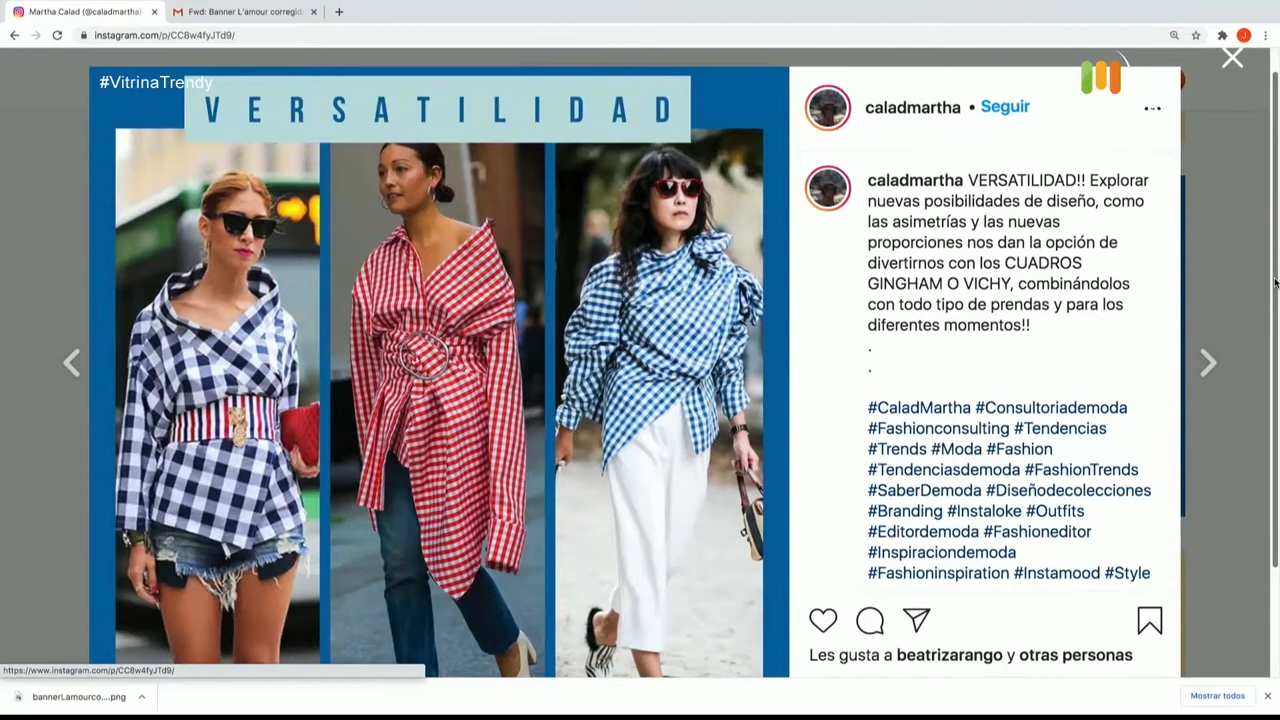 Martha Calad (@caladmartha)
Fwd: Banner L'amour corregid
instagram.com/p/CC8w4fyJTd9/
J
#VitrinaTrendy
VERSATILIDAD
caladmartha • Seguir
caladmartha VERSATILIDAD!! Explorar
nuevas posibilidades de diseño, como
las asimetrías y las nuevas
proporciones nos dan la opción de
divertirnos con los CUADROS
GINGHAM O VICHY, combinándolos
con todo tipo de prendas y para los
diferentes momentos!!
.
.
#CaladMartha #Consultoriademoda
#Fashionconsulting #Tendencias
#Trends #Moda #Fashion
#Tendenciasdemoda #FashionTrends
#SaberDemoda #Diseñodecolecciones
#Branding #Instaloke #Outfits
#Editordemoda #Fashioneditor
#Inspiraciondemoda
#Fashioninspiration #Instamood #Style
Les gusta a beatrizarango y otras personas
https://www.instagram.com/p/CC8w4fyJTd9/
bannerLamourco....png
Mostrar todos